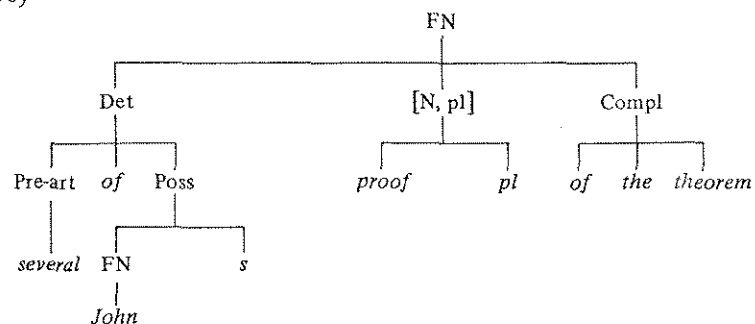 FN
Det [N, pl] Compl
Pre-art of Poss proof pl of the theorem
several FN s
John